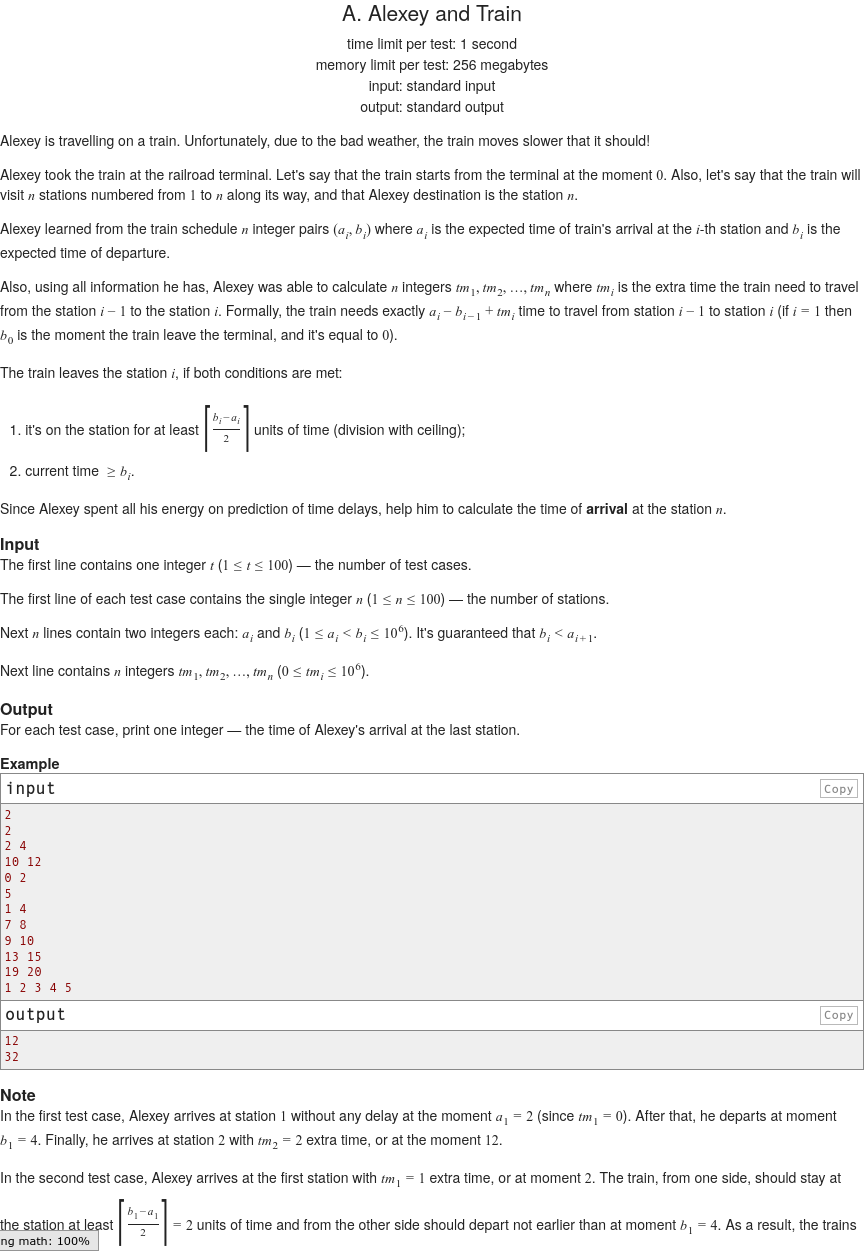 A. Alexey and Train
time limit per test: 1 second
memory limit per test: 256 megabytes
input: standard input
output: standard output
Alexey is travelling on a train. Unfortunately, due to the bad weather, the train moves slower that it should!
Alexey took the train at the railroad terminal. Let's say that the train starts from the terminal at the moment 0. Also, let's say that the train will
visit n stations numbered from 1 to n along its way, and that Alexey destination is the station n.
Alexey learned from the train schedule n integer pairs (a_i, b_i) where a_i is the expected time of train's arrival at the i-th station and b_i is the
expected time of departure.
Also, using all information he has, Alexey was able to calculate n integers tm_1, tm_2, …, tm_n where tm_i is the extra time the train need to travel
from the station i − 1 to the station i. Formally, the train needs exactly a_i − b_{i−1} + tm_i time to travel from station i − 1 to station i (if i = 1 then
b_0 is the moment the train leave the terminal, and it's equal to 0).
The train leaves the station i, if both conditions are met:
1. it's on the station for at least ⌈(b_i − a_i)/2⌉ units of time (division with ceiling);
2. current time ≥ b_i.
Since Alexey spent all his energy on prediction of time delays, help him to calculate the time of arrival at the station n.
Input
The first line contains one integer t (1 ≤ t ≤ 100) — the number of test cases.
The first line of each test case contains the single integer n (1 ≤ n ≤ 100) — the number of stations.
Next n lines contain two integers each: a_i and b_i (1 ≤ a_i < b_i ≤ 10^6). It's guaranteed that b_i < a_{i+1}.
Next line contains n integers tm_1, tm_2, …, tm_n (0 ≤ tm_i ≤ 10^6).
Output
For each test case, print one integer — the time of Alexey's arrival at the last station.
Example
input Copy
2
2
2 4
10 12
0 2
5
1 4
7 8
9 10
13 15
19 20
1 2 3 4 5
output Copy
12
32
Note
In the first test case, Alexey arrives at station 1 without any delay at the moment a_1 = 2 (since tm_1 = 0). After that, he departs at moment
b_1 = 4. Finally, he arrives at station 2 with tm_2 = 2 extra time, or at the moment 12.
In the second test case, Alexey arrives at the first station with tm_1 = 1 extra time, or at moment 2. The train, from one side, should stay at
the station at least ⌈(b_1 − a_1)/2⌉ = 2 units of time and from the other side should depart not earlier than at moment b_1 = 4. As a result, the trains
ng math: 100%